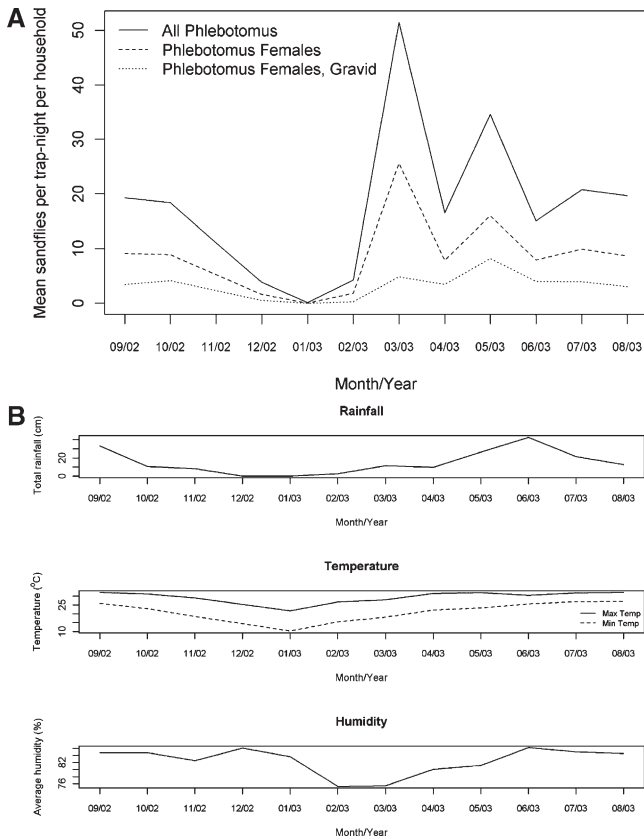 A
All Phlebotomus
Phlebotomus Females
Phlebotomus Females, Gravid
Mean sandflies per trap-night per household
50
40
30
20
10
0
09/02 10/02 11/02 12/02 01/03 02/03 03/03 04/03 05/03 06/03 07/03 08/03
Month/Year
B
Rainfall
Total rainfall (cm)
20
0
09/02 10/02 11/02 12/02 01/03 02/03 03/03 04/03 05/03 06/03 07/03 08/03
Month/Year
Temperature
Temperature (°C)
25
10
Max Temp
Min Temp
09/02 10/02 11/02 12/02 01/03 02/03 03/03 04/03 05/03 06/03 07/03 08/03
Month/Year
Humidity
Average humidity (%)
82
76
09/02 10/02 11/02 12/02 01/03 02/03 03/03 04/03 05/03 06/03 07/03 08/03
Month/Year